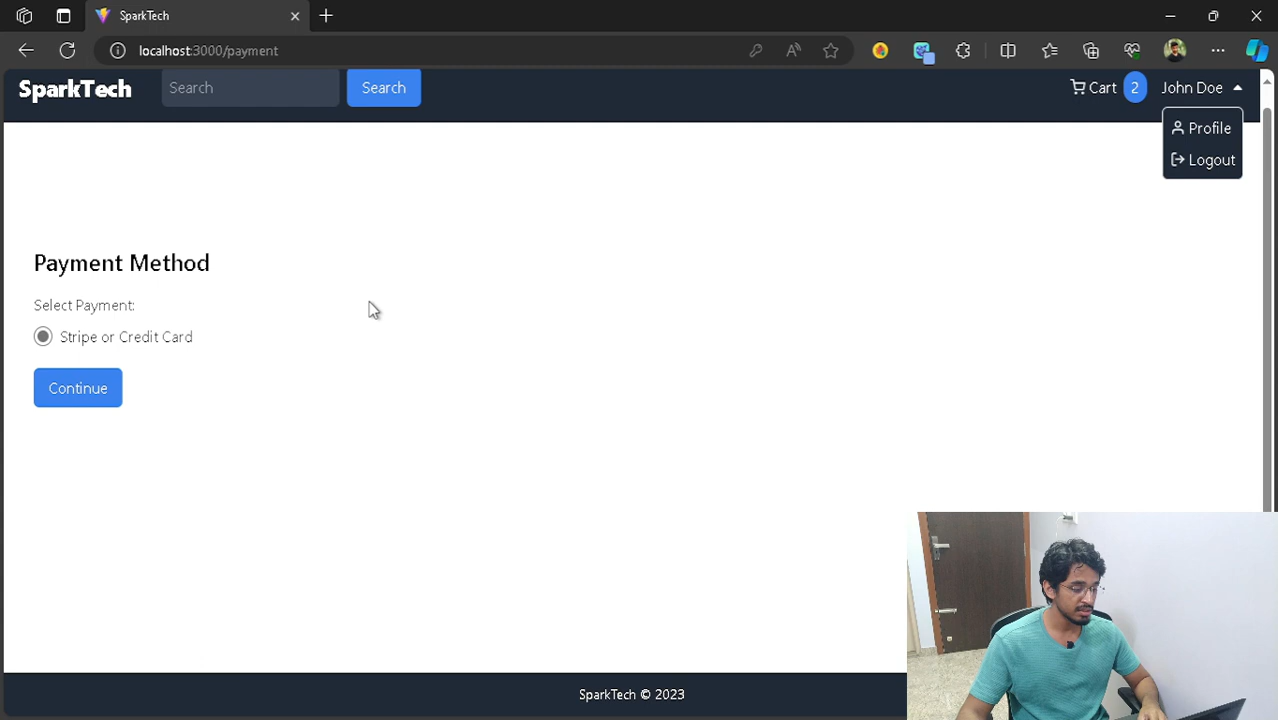 SparkTech
localhost:3000/payment
SparkTech
Search
Search
Cart 2
John Doe
Profile
Logout
Payment Method
Select Payment:
Stripe or Credit Card
Continue
SparkTech © 2023